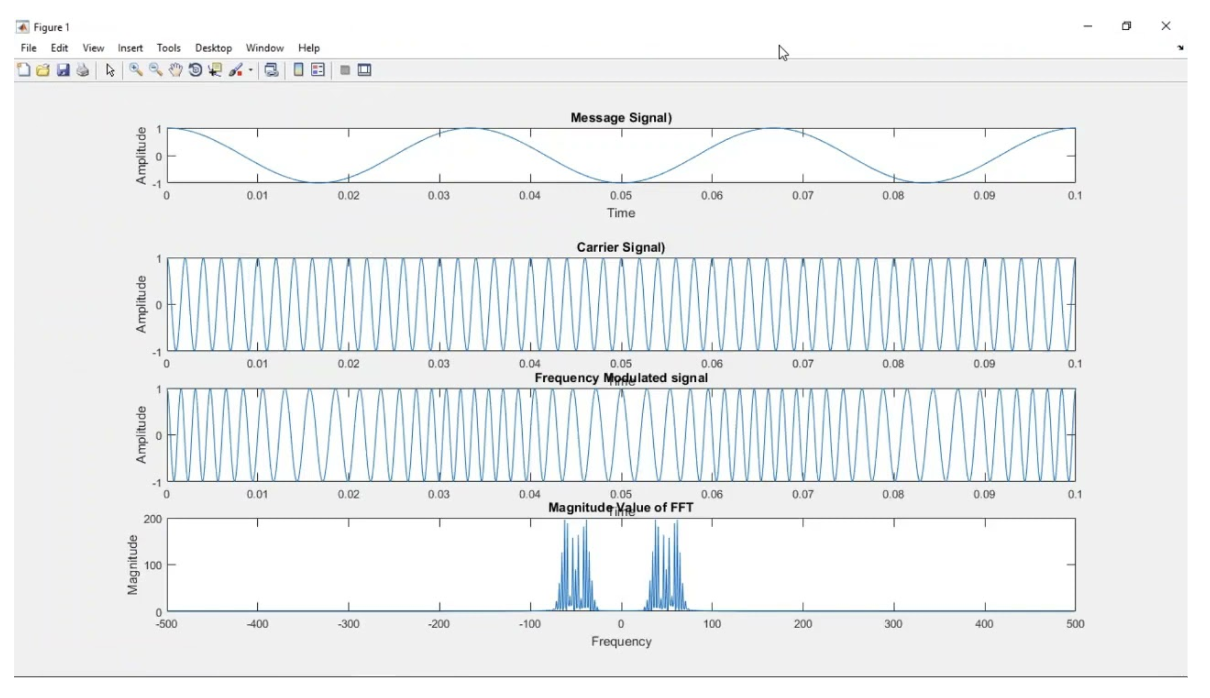 Figure 1
File Edit View Insert Tools Desktop Window Help
Message Signal)
Amplitude
1
0
-1
0 0.01 0.02 0.03 0.04 0.05 0.06 0.07 0.08 0.09 0.1
Time
Carrier Signal)
Amplitude
1
0
-1
0 0.01 0.02 0.03 0.04 0.05 0.06 0.07 0.08 0.09 0.1
Time
Frequency Modulated signal
Amplitude
1
0
-1
0 0.01 0.02 0.03 0.04 0.05 0.06 0.07 0.08 0.09 0.1
Time
Magnitude Value of FFT
Magnitude
200
100
0
-500 -400 -300 -200 -100 0 100 200 300 400 500
Frequency